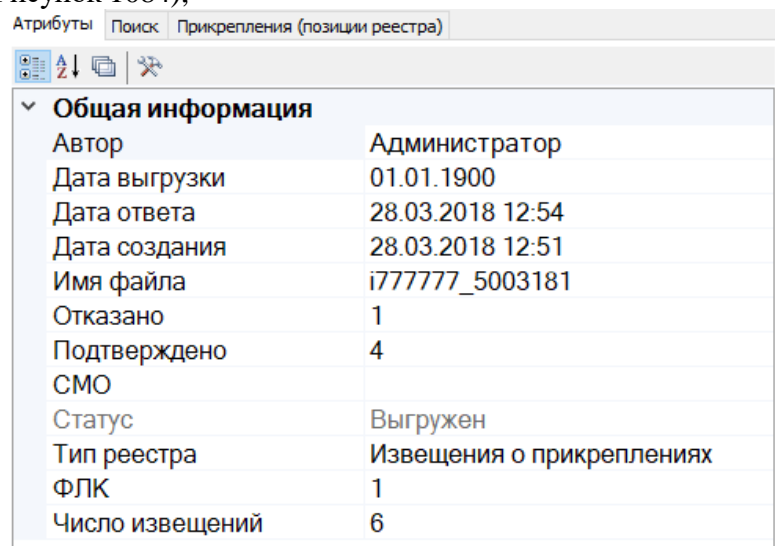 Атрибуты Поиск Прикрепления (позиции реестра)
Общая информация
Автор Администратор
Дата выгрузки 01.01.1900
Дата ответа 28.03.2018 12:54
Дата создания 28.03.2018 12:51
Имя файла i777777_5003181
Отказано 1
Подтверждено 4
СМО
Статус Выгружен
Тип реестра Извещения о прикреплениях
ФЛК 1
Число извещений 6